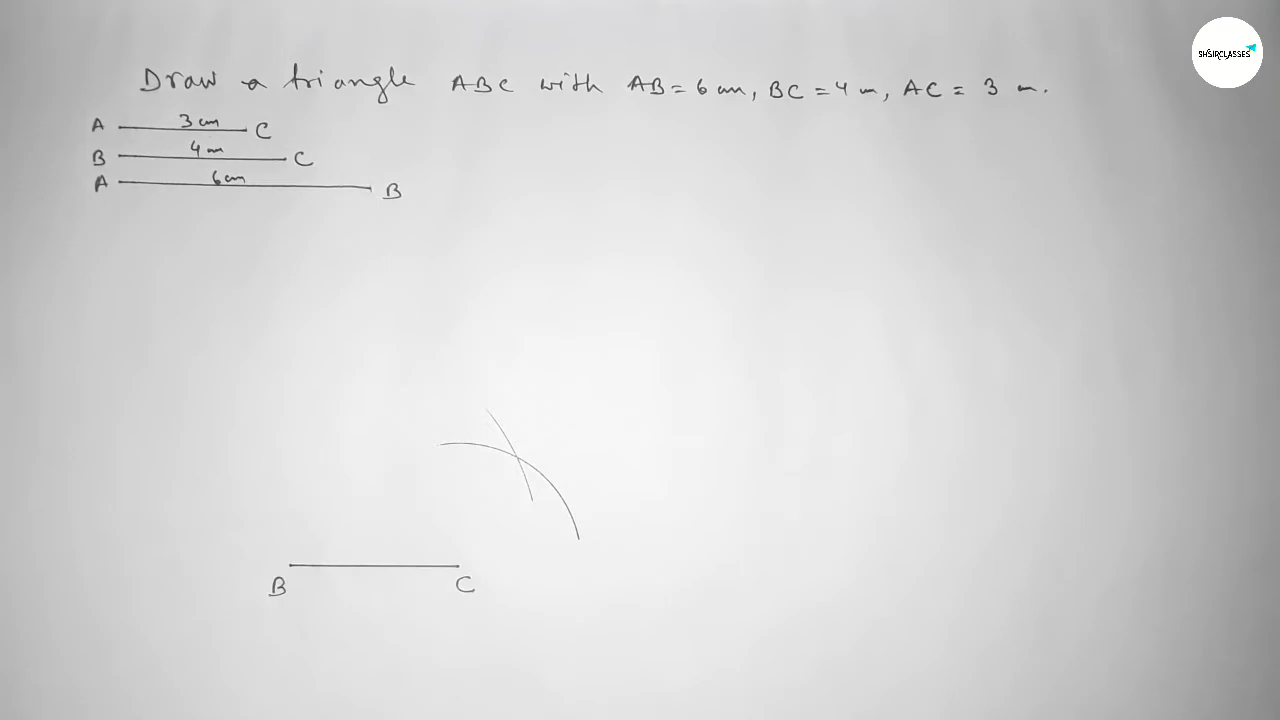 SHSIRCLASSES
Draw a triangle ABC with AB = 6 cm, BC = 4 cm, AC = 3 cm.
A 3 cm C
B 4 cm C
A 6 cm B
B C